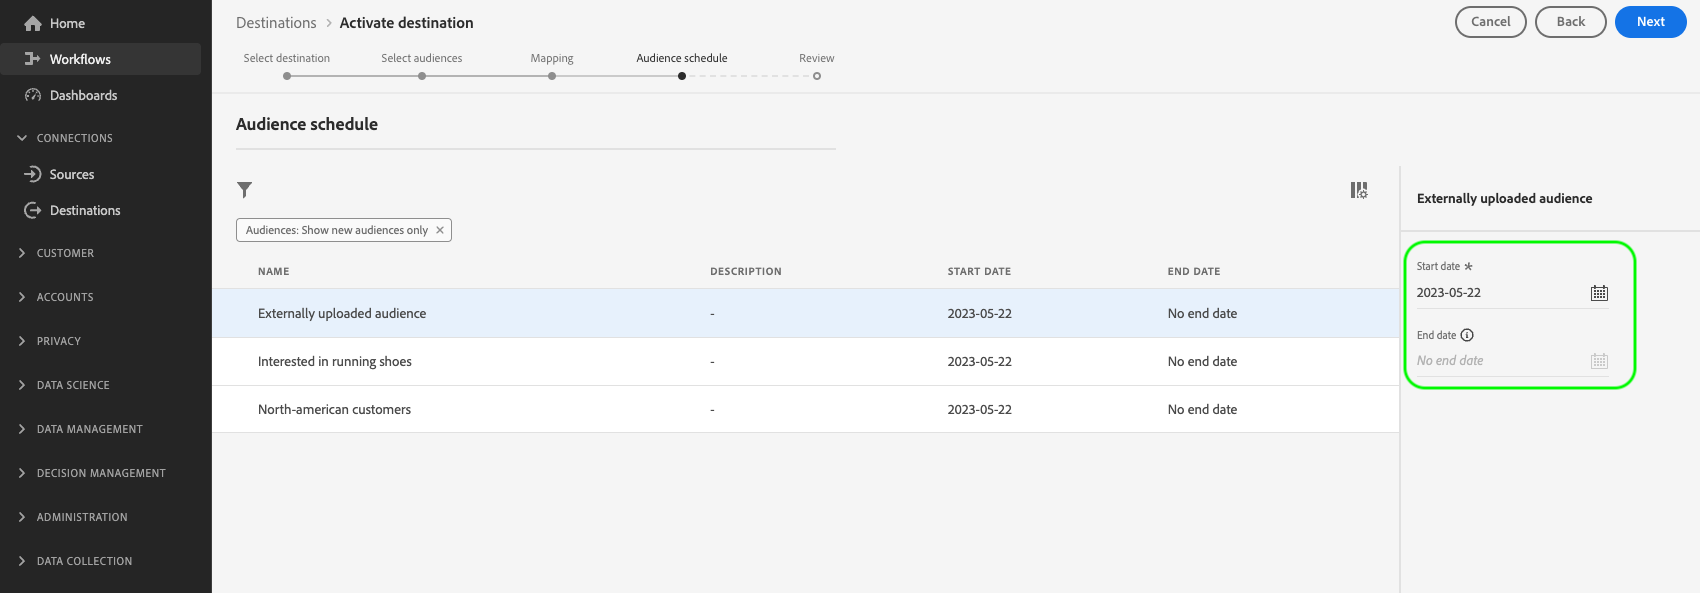 Home
Workflows
Dashboards
CONNECTIONS
Sources
Destinations
CUSTOMER
ACCOUNTS
PRIVACY
DATA SCIENCE
DATA MANAGEMENT
DECISION MANAGEMENT
ADMINISTRATION
DATA COLLECTION
Destinations > Activate destination
Cancel Back Next
Select destination Select audiences Mapping Audience schedule Review
Audience schedule
Audiences: Show new audiences only ×
NAME DESCRIPTION START DATE END DATE
Externally uploaded audience - 2023-05-22 No end date
Interested in running shoes - 2023-05-22 No end date
North-american customers - 2023-05-22 No end date
Externally uploaded audience
Start date *
2023-05-22
End date
No end date